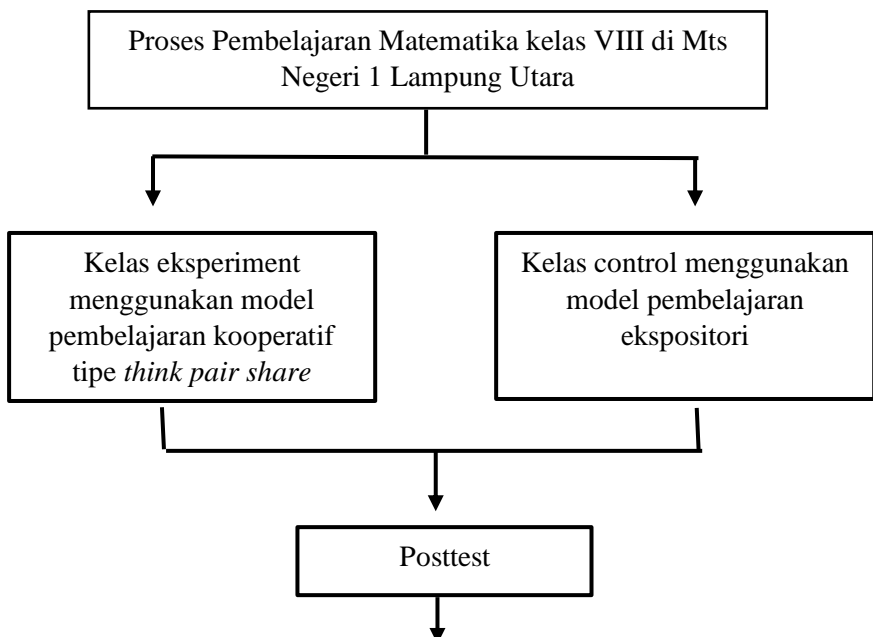 Proses Pembelajaran Matematika kelas VIII di Mts
Negeri 1 Lampung Utara
Kelas eksperiment
menggunakan model
pembelajaran kooperatif
tipe think pair share
Kelas control menggunakan
model pembelajaran
ekspositori
Posttest